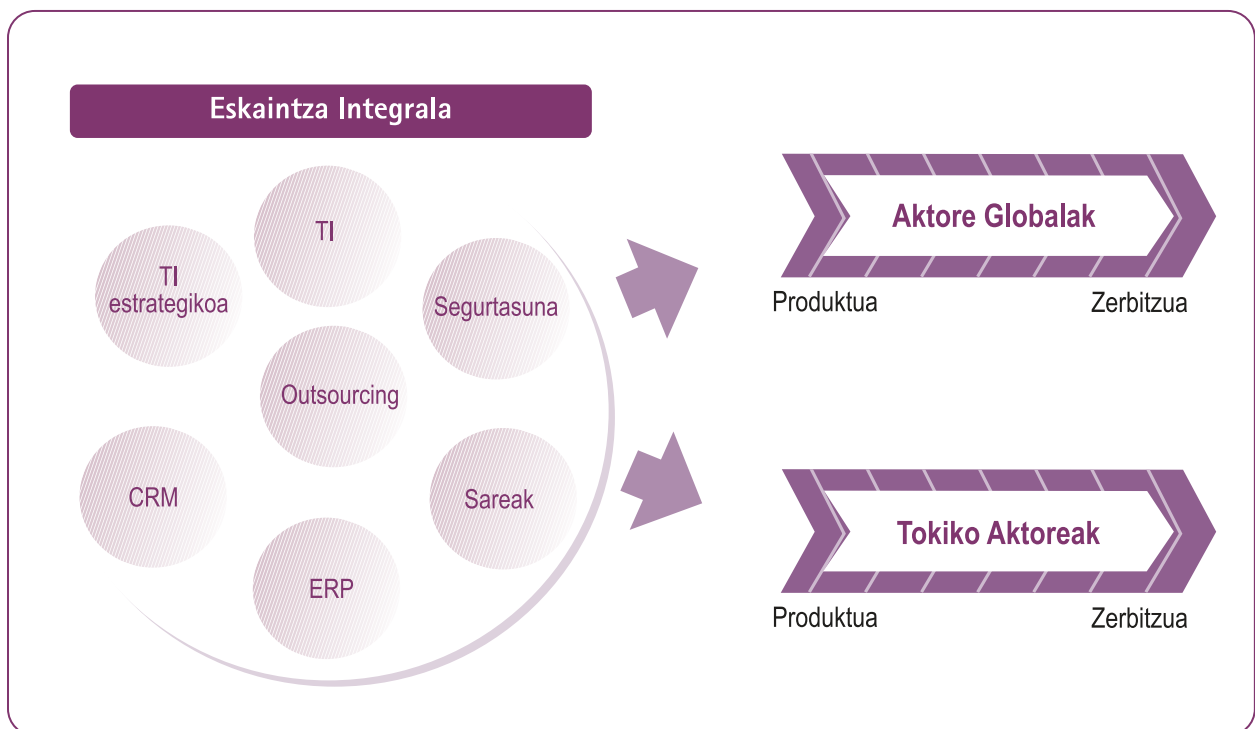 Eskaintza Integrala
TI
TI
estrategikoa
Segurtasuna
Outsourcing
CRM
Sareak
ERP
Aktore Globalak
Produktua
Zerbitzua
Tokiko Aktoreak
Produktua
Zerbitzua